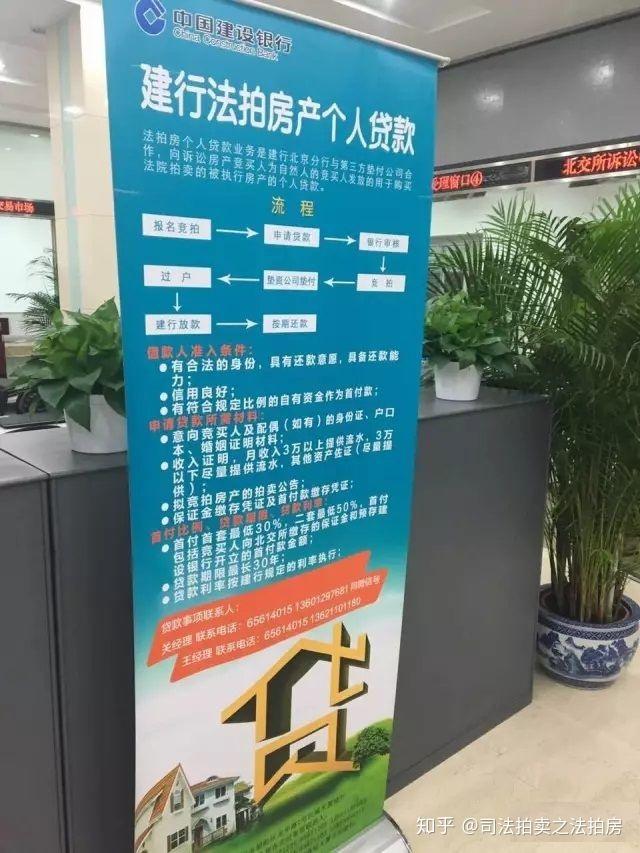 中国建设银行
China Construction Bank
建行法拍房产个人贷款
法拍房个人贷款业务是建行北京分行与第三方垫付公司合
作，向诉讼房产竞买人为自然人的竞买人发放的用于购买
法院拍卖的被执行房产的个人贷款。
流程
报名竞拍
申请贷款
银行审核
过户
垫资公司垫付
竞拍
建行放款
按期还款
借款人准入条件：
●有合法的身份，具有还款意愿，具备还款能
力；
●信用良好；
●有符合规定比例的自有资金作为首付款；
申请贷款所需材料：
●意向竞买人及配偶（如有）的身份证、户口
本、婚姻证明材料；
●收入证明，月收入3万以上提供流水，3万
以下尽量提供流水，其他资产佐证（尽量提
供）；
●拟竞拍房产的拍卖公告；
●保证金缴存凭证及首付款缴存凭证；
首付比例、贷款期限、贷款利率：
●首付首套最低30%，二套最低50%，首付
包括竞买人向北交所缴存的保证金和预存建
设银行开立的首付款金额；
●贷款期限最长30年；
●贷款利率按建行规定的利率执行；
贷款事项联系人：
关经理 联系电话：65614015 13601297681 同微信号
王经理 联系电话：65614015 13621101180
贷
交易市场
受理窗口④
北交所诉讼
知乎 @司法拍卖之法拍房